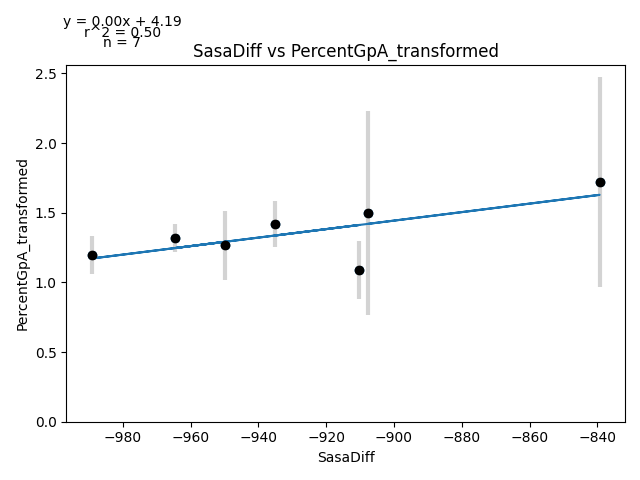 y = 0.00x + 4.19
r^2 = 0.50
n = 7
SasaDiff vs PercentGpA_transformed
2.5
2.0
1.5
1.0
0.5
0.0
PercentGpA_transformed
−980 −960 −940 −920 −900 −880 −860 −840
SasaDiff